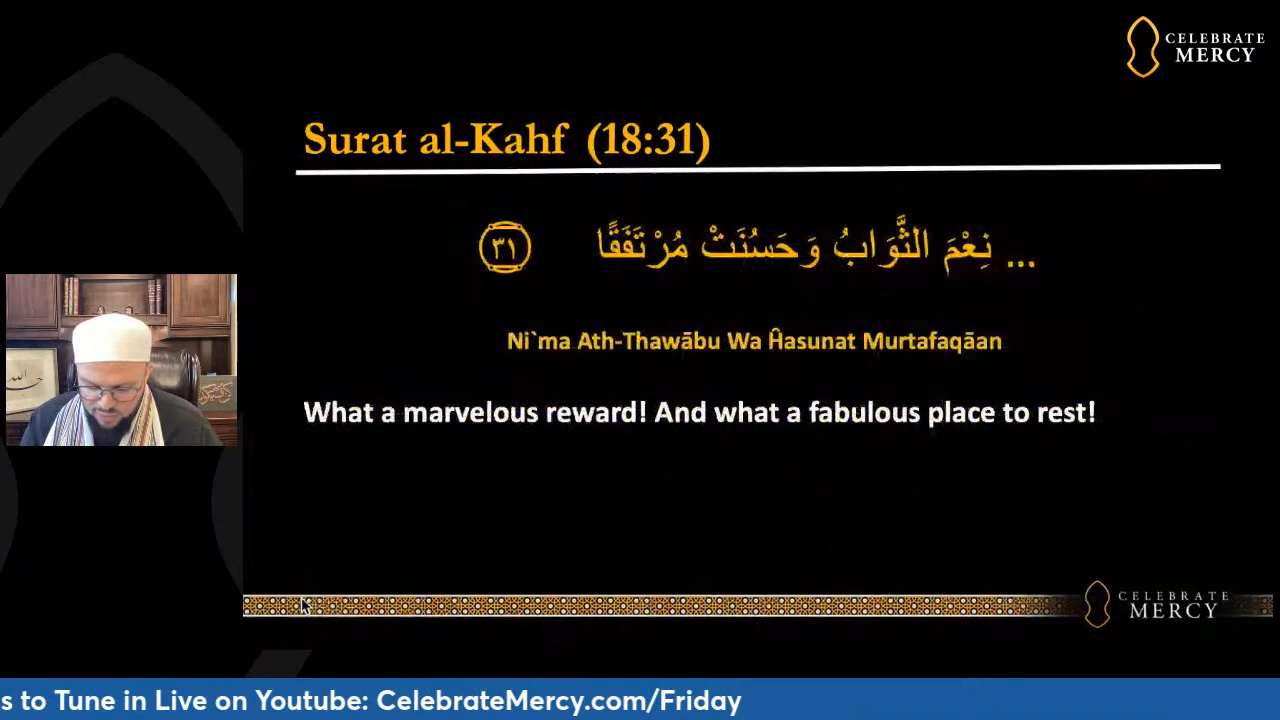 CELEBRATE
MERCY
Surat al-Kahf (18:31)
... نِعْمَ الثَّوَابُ وَحَسُنَتْ مُرْتَفَقًا ٣١
Ni`ma Ath-Thawābu Wa Ĥasunat Murtafaqāan
What a marvelous reward! And what a fabulous place to rest!
CELEBRATE
MERCY
s to Tune in Live on Youtube: CelebrateMercy.com/Friday